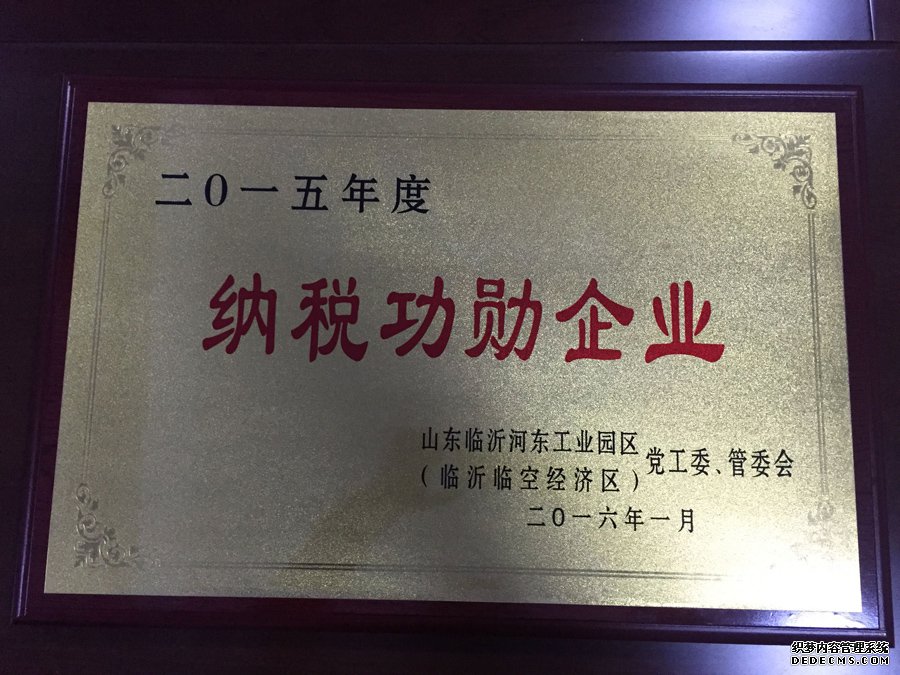 二〇一五年度
纳税功勋企业
山东临沂河东工业园区
(临沂临空经济区)
党工委、管委会
二〇一六年一月
织梦内容管理系统
DEDECMS.COM